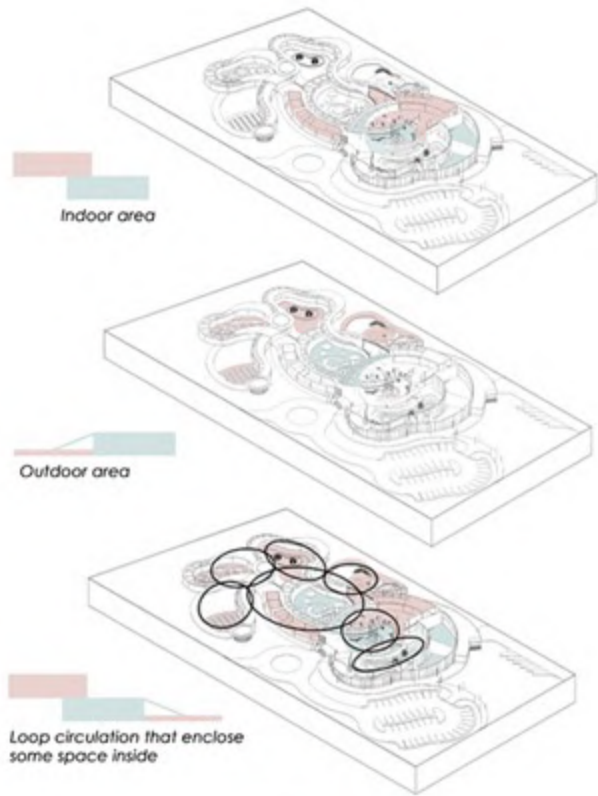 Indoor area
Outdoor area
Loop circulation that enclose
some space inside